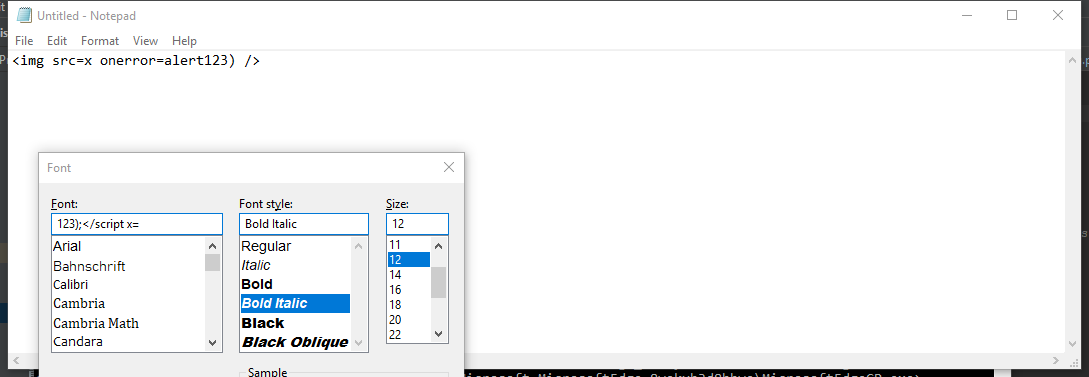 Untitled - Notepad
File Edit Format View Help
<img src=x onerror=alert123) />
Font
Font: Font style: Size:
123);</script x= Bold Italic 12
Arial Regular 11
Bahnschrift Italic 12
Calibri Bold 14
Cambria Bold Italic 16
Cambria Math Black 18
Candara Black Oblique 20
22
Sample